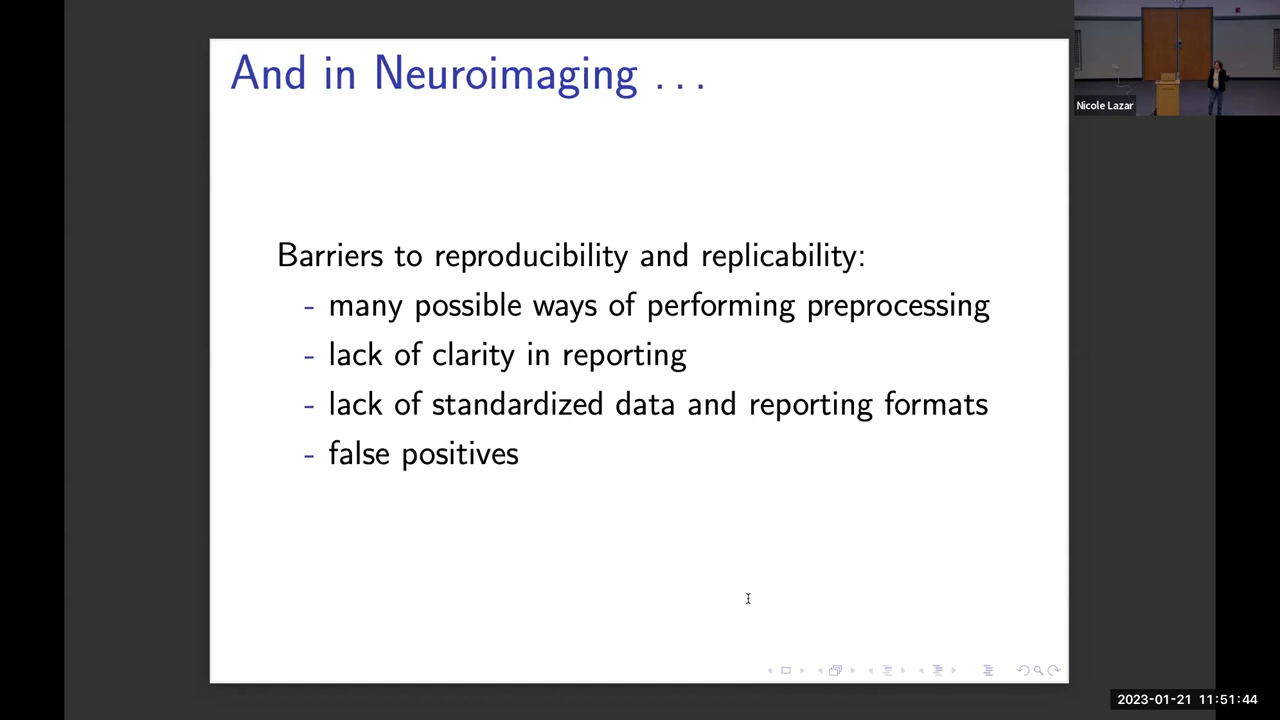 And in Neuroimaging . . .
Nicole Lazar
Barriers to reproducibility and replicability:
- many possible ways of performing preprocessing
- lack of clarity in reporting
- lack of standardized data and reporting formats
- false positives
2023-01-21 11:51:44